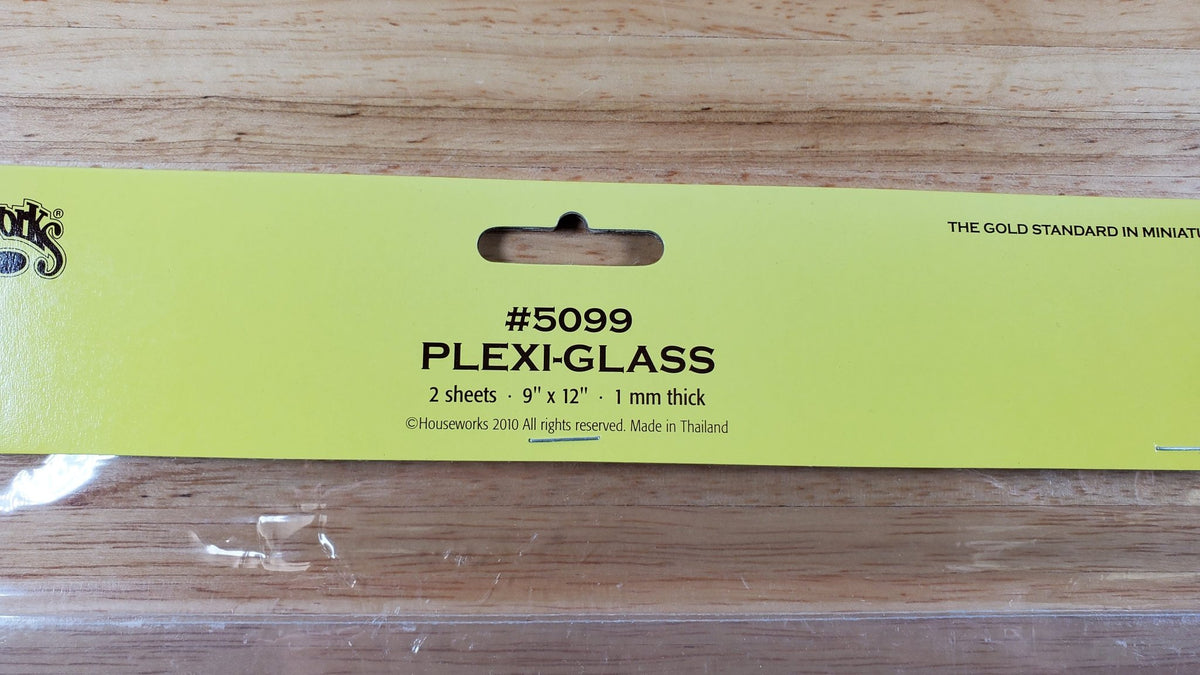 orks®
THE GOLD STANDARD IN MINIATU
#5099
PLEXI-GLASS
2 sheets · 9" x 12" · 1 mm thick
©Houseworks 2010 All rights reserved. Made in Thailand